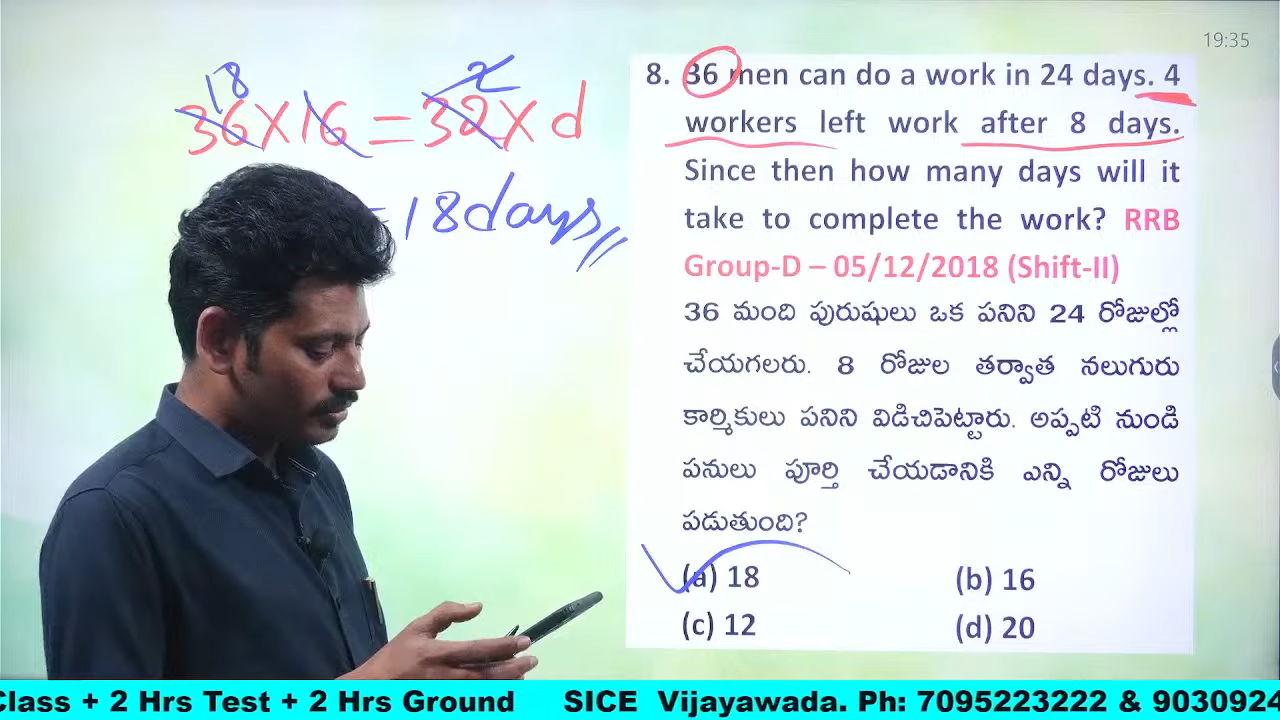 19:35
18
2
36 X 16 = 32 X d
= 18 days
8. 36 men can do a work in 24 days. 4
workers left work after 8 days.
Since then how many days will it
take to complete the work? RRB
Group-D – 05/12/2018 (Shift-II)
36 మంది పురుషులు ఒక పనిని 24 రోజుల్లో
చేయగలరు. 8 రోజుల తర్వాత నలుగురు
కార్మికులు పనిని విడిచిపెట్టారు. అప్పటి నుండి
పనులు పూర్తి చేయడానికి ఎన్ని రోజులు
పడుతుంది?
(a) 18 (b) 16
(c) 12 (d) 20
Class + 2 Hrs Test + 2 Hrs Ground SICE Vijayawada. Ph: 7095223222 & 9030924